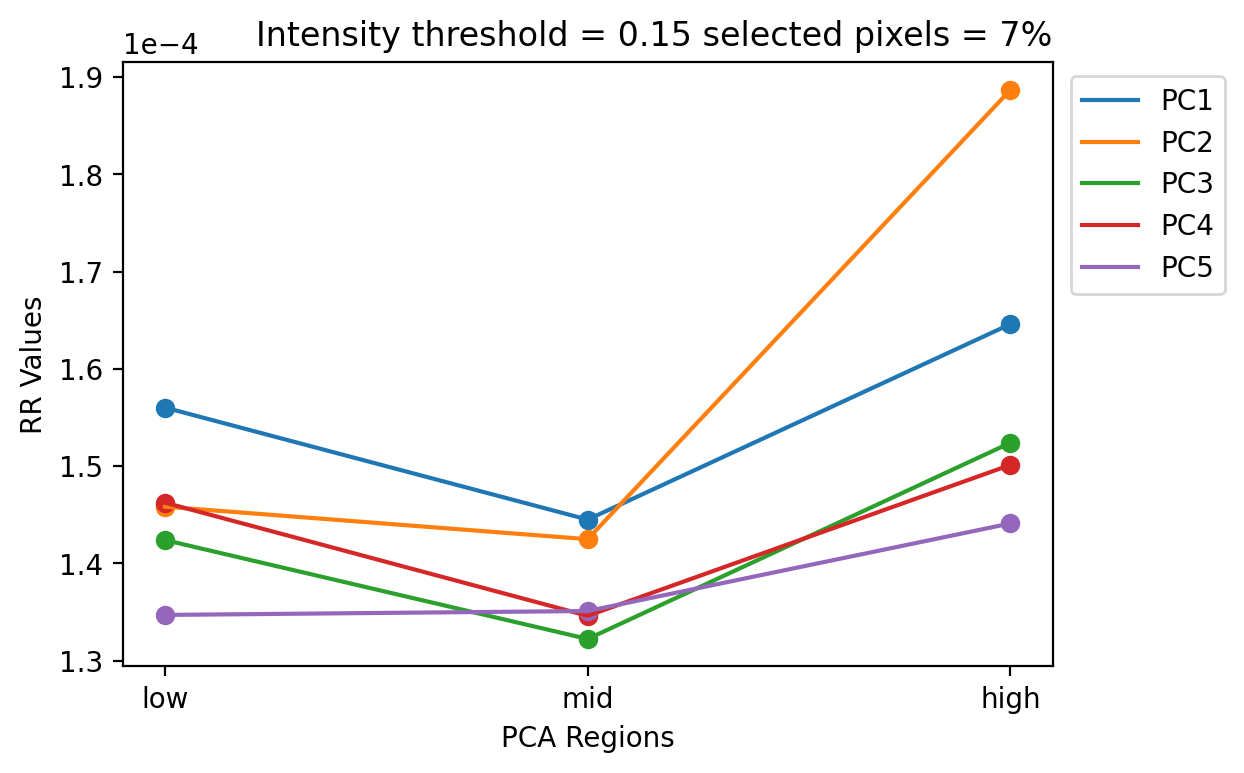 Intensity threshold = 0.15 selected pixels = 7%
1e−4
1.9
1.8
1.7
1.6
1.5
1.4
1.3
RR Values
low mid high
PCA Regions
PC1
PC2
PC3
PC4
PC5